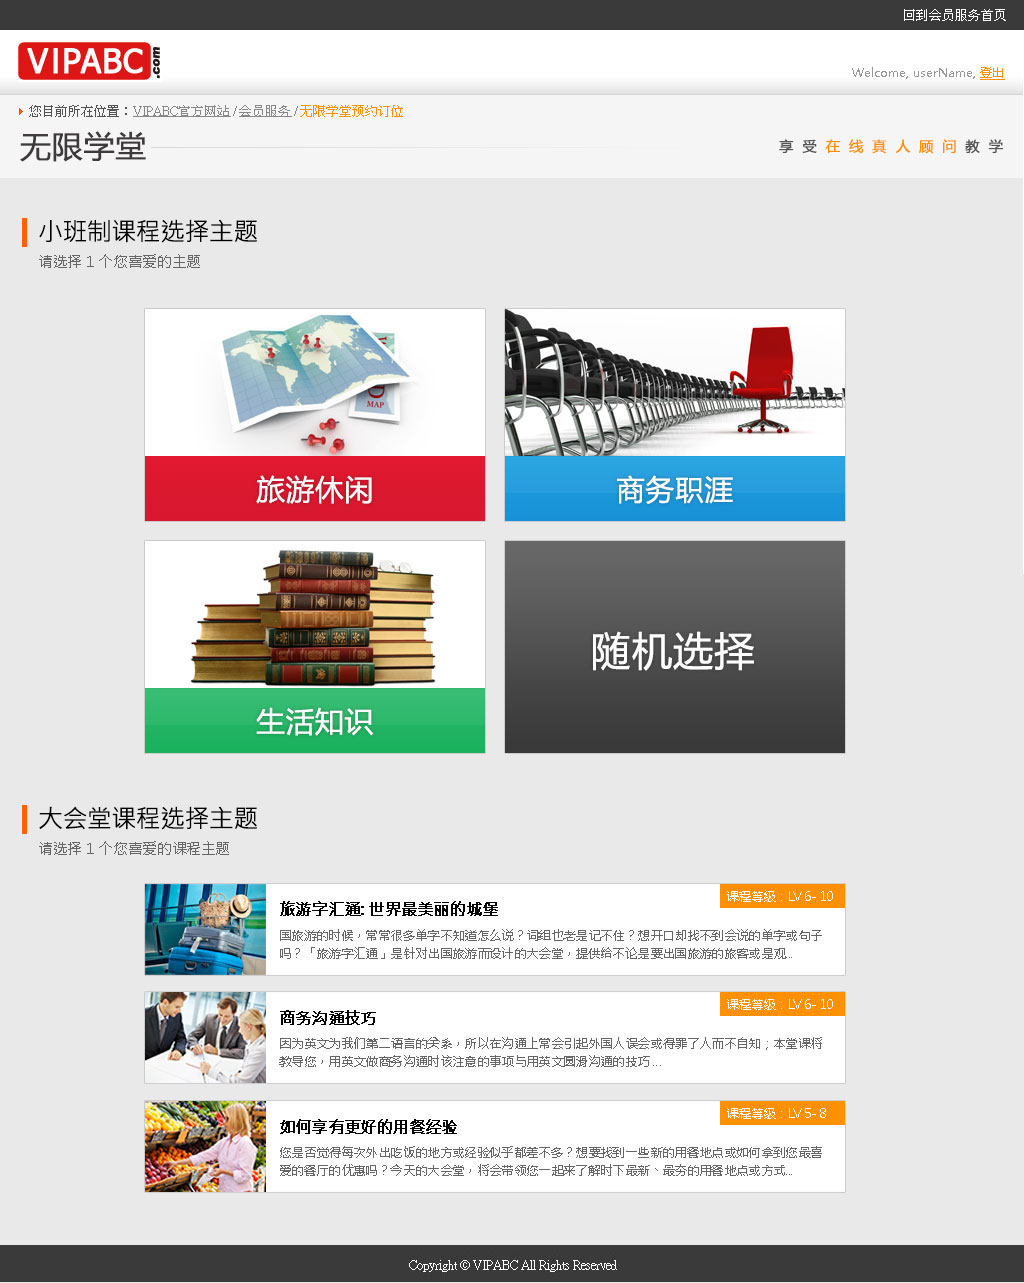 回到会员服务首页
VIPABC.com
Welcome, userName, 登出
您目前所在位置：VIPABC官方网站 / 会员服务 / 无限学堂预约订位
无限学堂
享受在线真人顾问教学
小班制课程选择主题
请选择 1 个您喜爱的主题
MAP
旅游休闲
商务职涯
生活知识
随机选择
大会堂课程选择主题
请选择 1 个您喜爱的课程主题
课程等级 : LV 6- 10
旅游字汇通: 世界最美丽的城堡
国旅游的时候，常常很多单字不知道怎么说？词组也老是记不住？想开口却找不到会说的单字或句子
吗？「旅游字汇通」是针对出国旅游而设计的大会堂，提供给不论是要出国旅游的旅客或是观...
课程等级 : LV 6- 10
商务沟通技巧
因为英文为我们第二语言的关系，所以在沟通上常会引起外国人误会或得罪了人而不自知；本堂课将
教导您，用英文做商务沟通时该注意的事项与用英文圆滑沟通的技巧 ...
课程等级 : LV 5- 8
如何享有更好的用餐经验
您是否觉得每次外出吃饭的地方或经验似乎都差不多？想要找到一些新的用餐地点或如何拿到您最喜
爱的餐厅的优惠吗？今天的大会堂，将会带领您一起来了解时下最新、最夯的用餐地点或方式...
Copyright © VIPABC All Rights Reserved